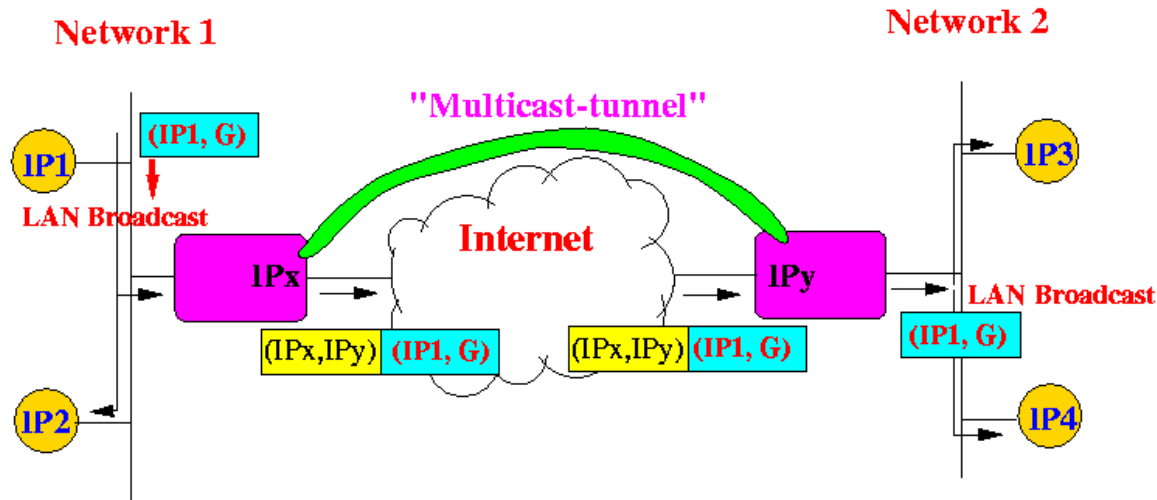 Network 1
Network 2
"Multicast-tunnel"
(IP1, G)
IP1
IP3
LAN Broadcast
Internet
IPx
IPy
LAN Broadcast
(IPx,IPy) (IP1, G)
(IPx,IPy) (IP1, G)
(IP1, G)
IP2
IP4